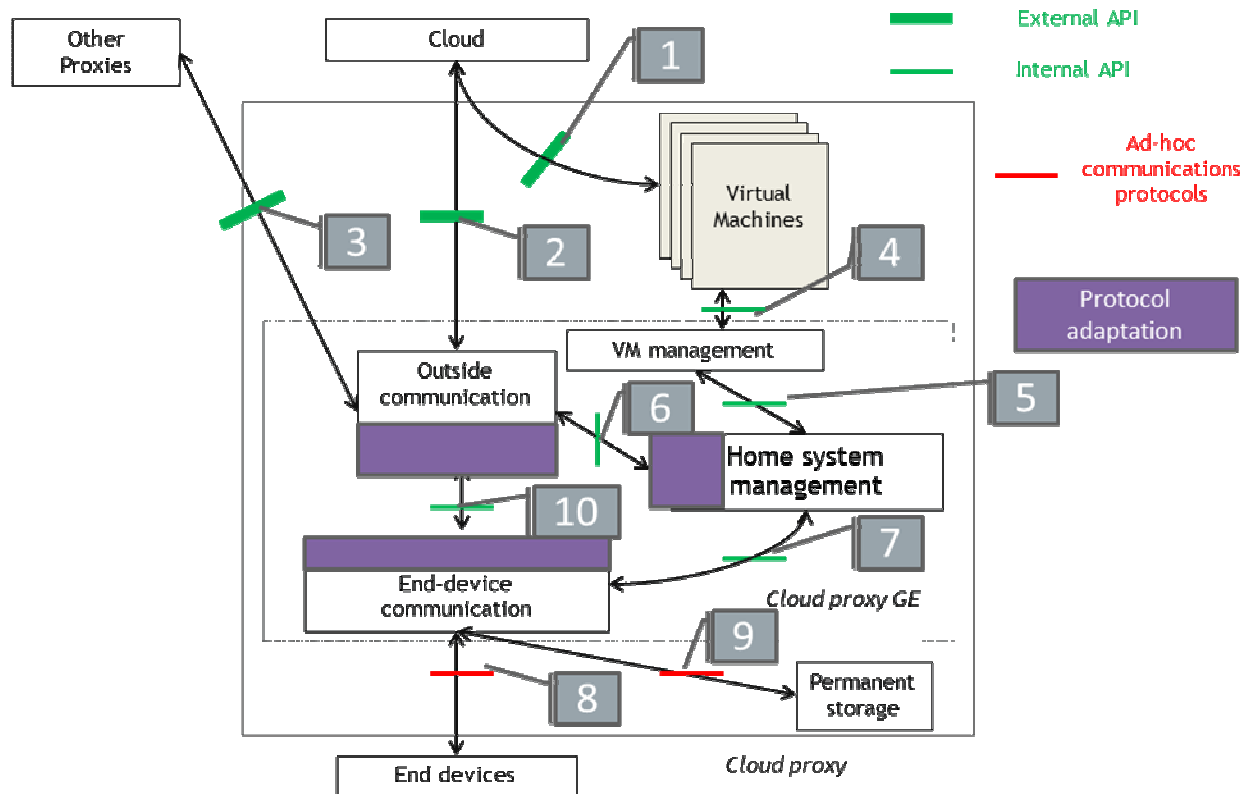 Other
Proxies
Cloud
1
External API
Internal API
Ad-hoc
communications
protocols
Virtual
Machines
3
2
4
Protocol
adaptation
VM management
Outside
communication
6
5
Home system
management
10
7
End-device
communication
Cloud proxy GE
9
8
Permanent
storage
End devices
Cloud proxy